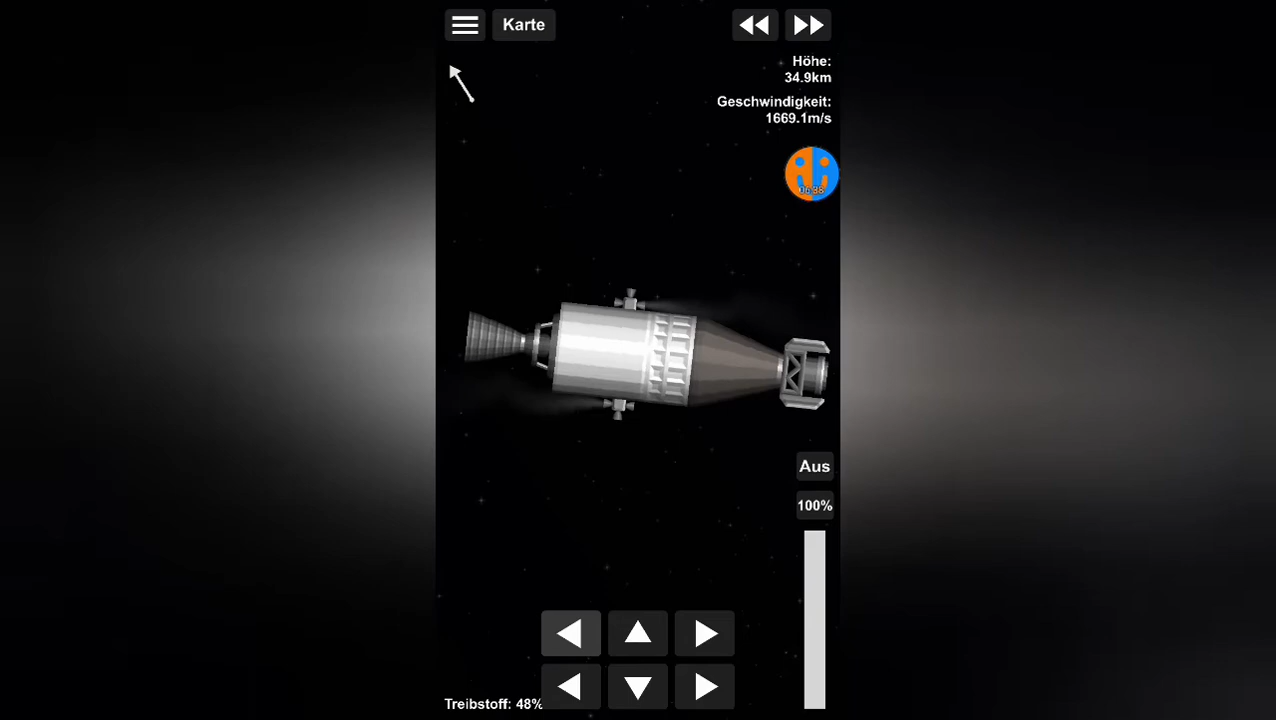 Karte
Höhe:
34.9km
Geschwindigkeit:
1669.1m/s
Aus
100%
Treibstoff: 48%